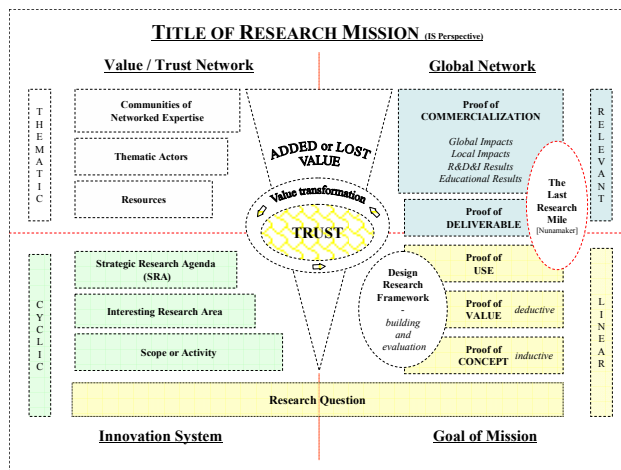 TITLE OF RESEARCH MISSION (IS Perspective)
Value / Trust Network
Global Network
THEMATIC
Communities of
Networked Expertise
Thematic Actors
Resources
ADDED or LOST
VALUE
Value transformation
TRUST
Proof of
COMMERCIALIZATION
Global Impacts
Local Impacts
R&D&I Results
Educational Results
Proof of
DELIVERABLE
The
Last
Research
Mile
[Nunamaker]
RELEVANT
CYCLIC
Strategic Research Agenda
(SRA)
Interesting Research Area
Scope or Activity
Design
Research
Framework
-
building
and
evaluation
Proof of
USE
Proof of
VALUE deductive
Proof of
CONCEPT inductive
LINEAR
Research Question
Innovation System
Goal of Mission